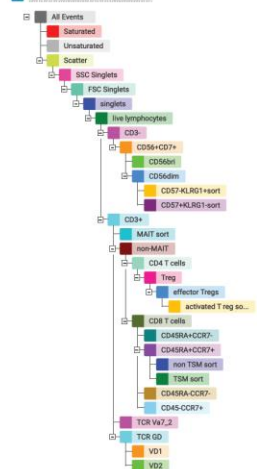 All Events
Saturated
Unsaturated
Scatter
SSC Singlets
FSC Singlets
singlets
live lymphocytes
CD3-
CD56+CD7+
CD56bri
CD56dim
CD57-KLRG1+sort
CD57+KLRG1-sort
CD3+
MAIT sort
non-MAIT
CD4 T cells
Treg
effector Tregs
activated T reg so...
CD8 T cells
CD45RA+CCR7-
CD45RA+CCR7+
non TSM sort
TSM sort
CD45RA-CCR7-
CD45-CCR7+
TCR Va7_2
TCR GD
VD1
VD2